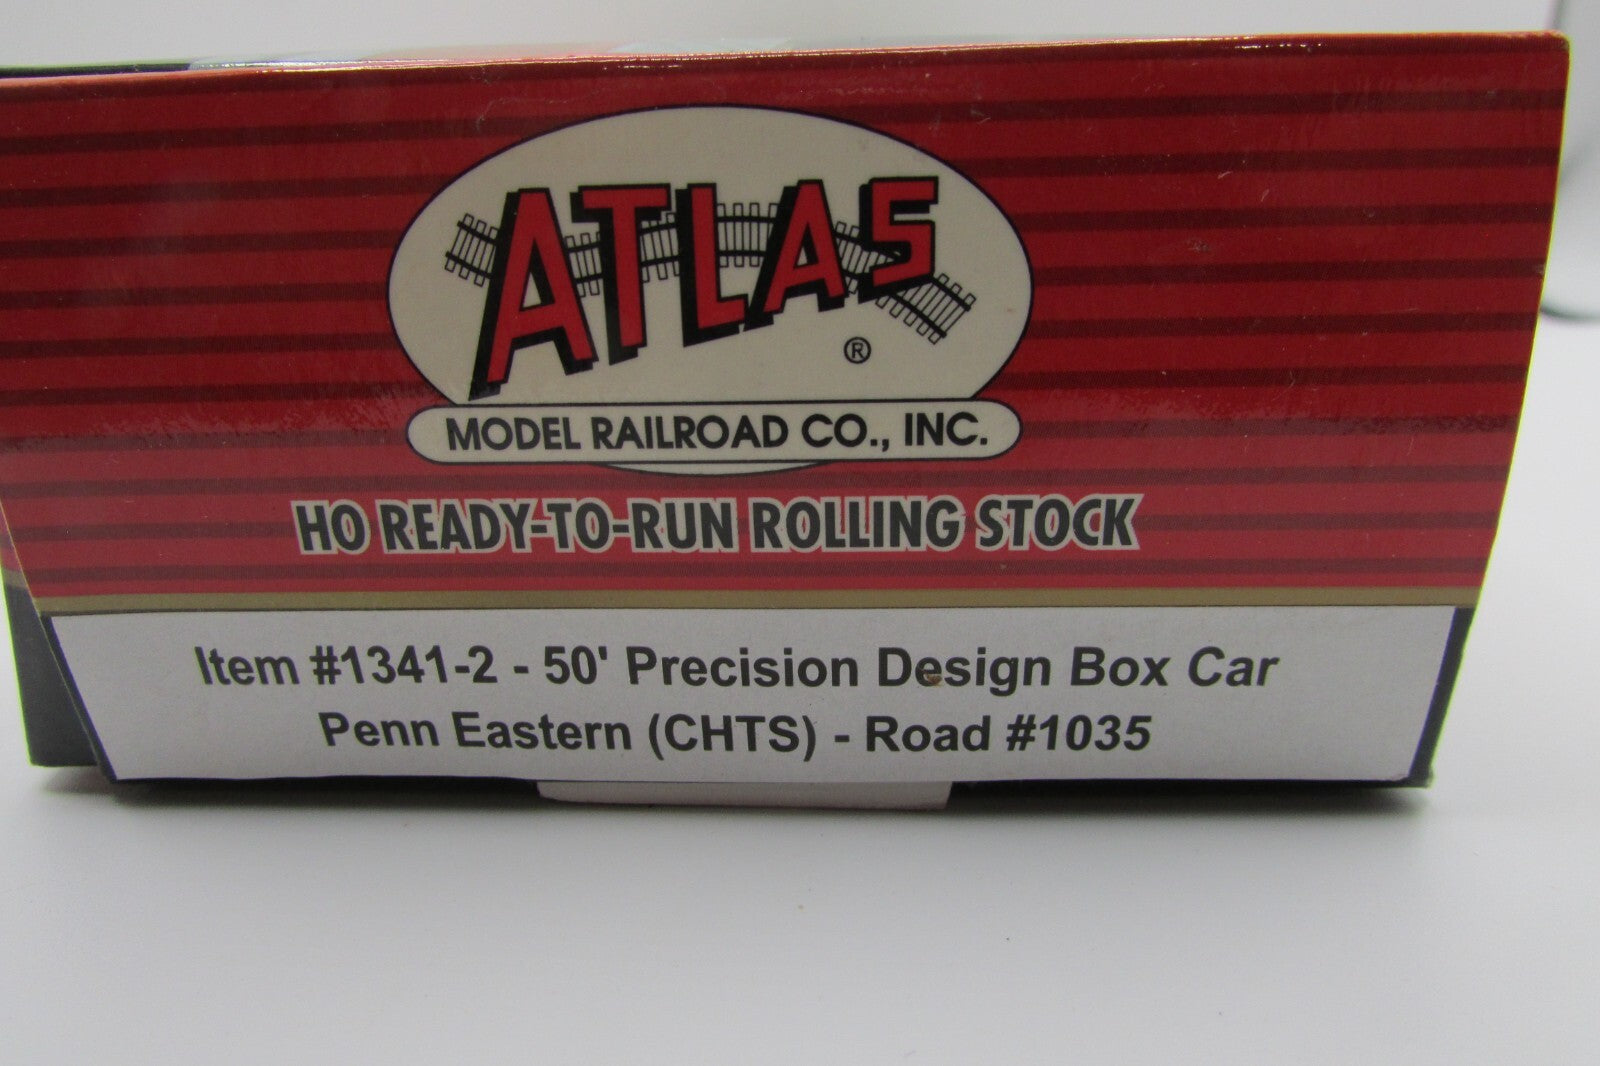 ATLAS
®
MODEL RAILROAD CO., INC.
HO READY-TO-RUN ROLLING STOCK
Item #1341-2 - 50' Precision Design Box Car
Penn Eastern (CHTS) - Road #1035